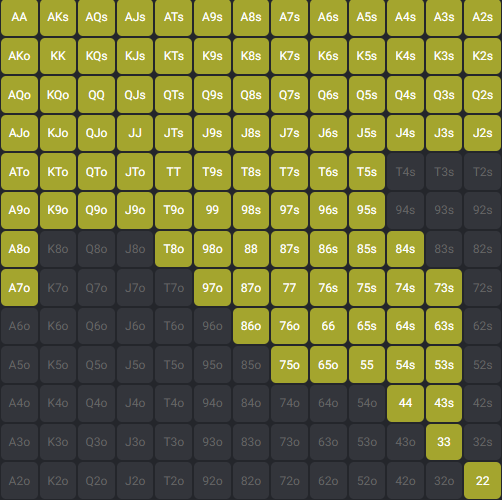 AA AKs AQs AJs ATs A9s A8s A7s A6s A5s A4s A3s A2s
AKo KK KQs KJs KTs K9s K8s K7s K6s K5s K4s K3s K2s
AQo KQo QQ QJs QTs Q9s Q8s Q7s Q6s Q5s Q4s Q3s Q2s
AJo KJo QJo JJ JTs J9s J8s J7s J6s J5s J4s J3s J2s
ATo KTo QTo JTo TT T9s T8s T7s T6s T5s T4s T3s T2s
A9o K9o Q9o J9o T9o 99 98s 97s 96s 95s 94s 93s 92s
A8o K8o Q8o J8o T8o 98o 88 87s 86s 85s 84s 83s 82s
A7o K7o Q7o J7o T7o 97o 87o 77 76s 75s 74s 73s 72s
A6o K6o Q6o J6o T6o 96o 86o 76o 66 65s 64s 63s 62s
A5o K5o Q5o J5o T5o 95o 85o 75o 65o 55 54s 53s 52s
A4o K4o Q4o J4o T4o 94o 84o 74o 64o 54o 44 43s 42s
A3o K3o Q3o J3o T3o 93o 83o 73o 63o 53o 43o 33 32s
A2o K2o Q2o J2o T2o 92o 82o 72o 62o 52o 42o 32o 22